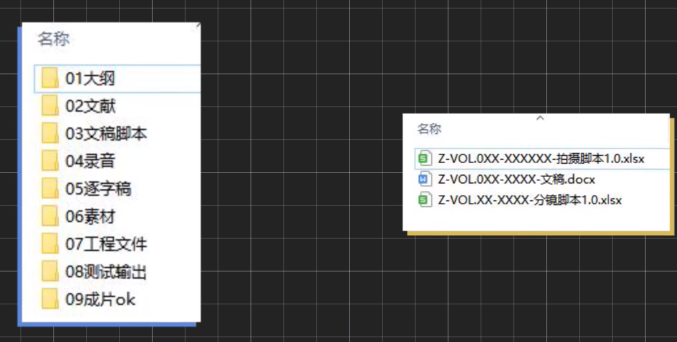 名称
01大纲
02文献
03文稿脚本
04录音
05逐字稿
06素材
07工程文件
08测试输出
09成片ok
名称
Z-VOL.0XX-XXXXXX-拍摄脚本1.0.xlsx
Z-VOL.0XX-XXXX-文稿.docx
Z-VOL.XX-XXXX-分镜脚本1.0.xlsx